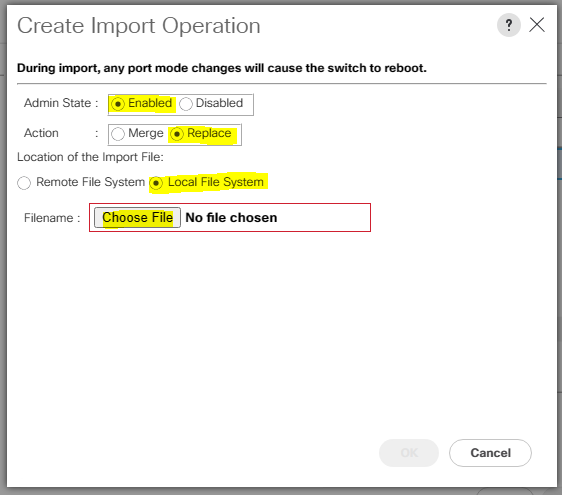 Create Import Operation ?
During import, any port mode changes will cause the switch to reboot.
Admin State : Enabled Disabled
Action : Merge Replace
Location of the Import File:
Remote File System Local File System
Filename : Choose File No file chosen
OK Cancel